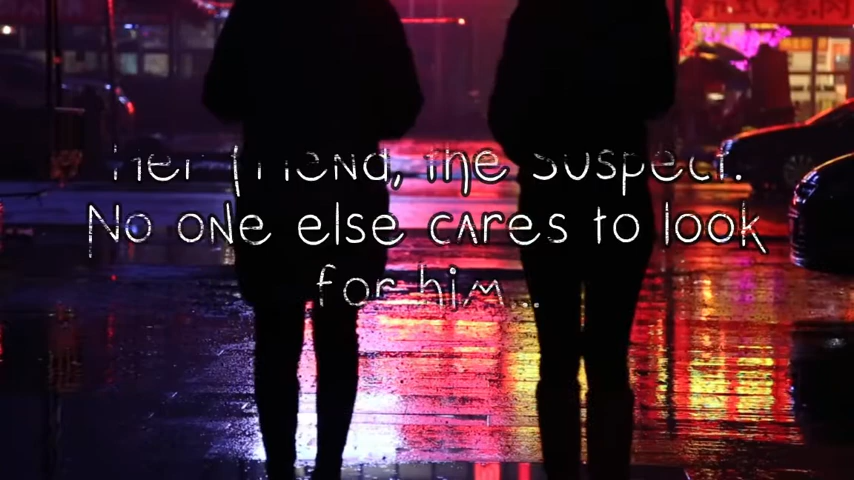 Her friend, the suspect.
No one else cares to look
for him...